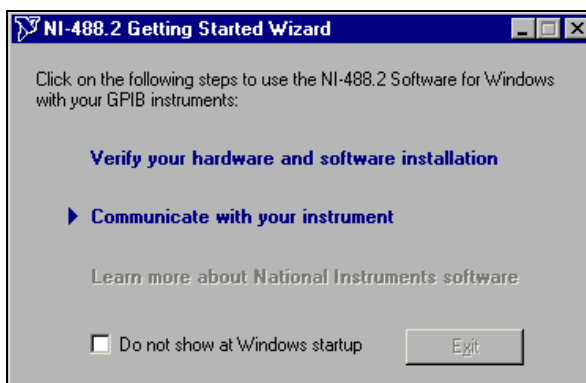 NI-488.2 Getting Started Wizard
Click on the following steps to use the NI-488.2 Software for Windows
with your GPIB instruments:
Verify your hardware and software installation
Communicate with your instrument
Learn more about National Instruments software
Do not show at Windows startup
Exit